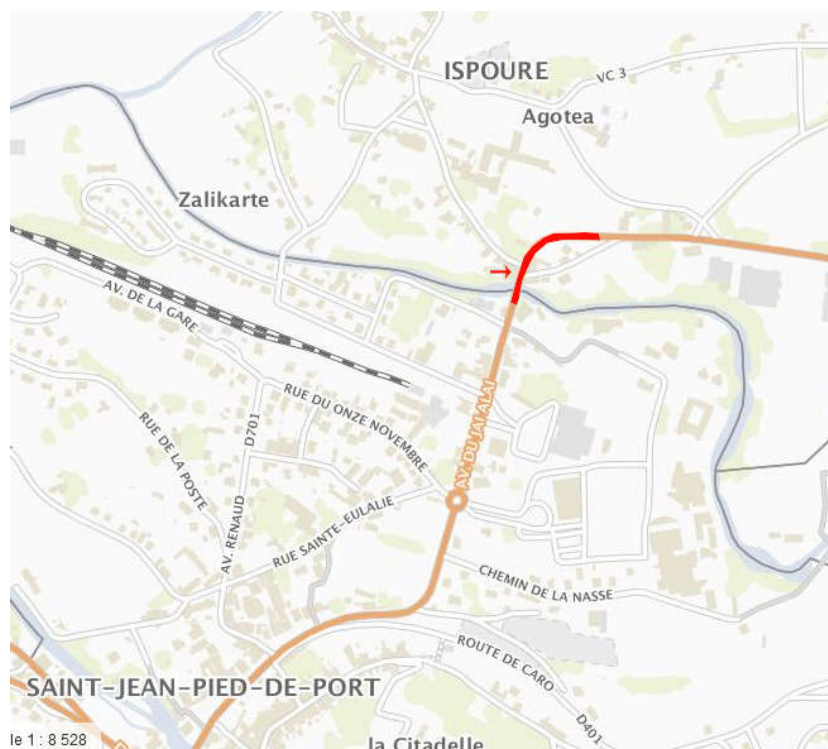 ISPOURE
VC 3
Agotea
Zalikarte
AV. DE LA GARE
AV. DU JAI ALAI
RUE DU ONZE NOVEMBRE
D701
RUE DE LA POSTE
AV. RENAUD
RUE SAINTE-EULALIE
CHEMIN DE LA NASSE
ROUTE DE CARO
SAINT-JEAN-PIED-DE-PORT
D401
le 1 : 8 528
la Citadelle